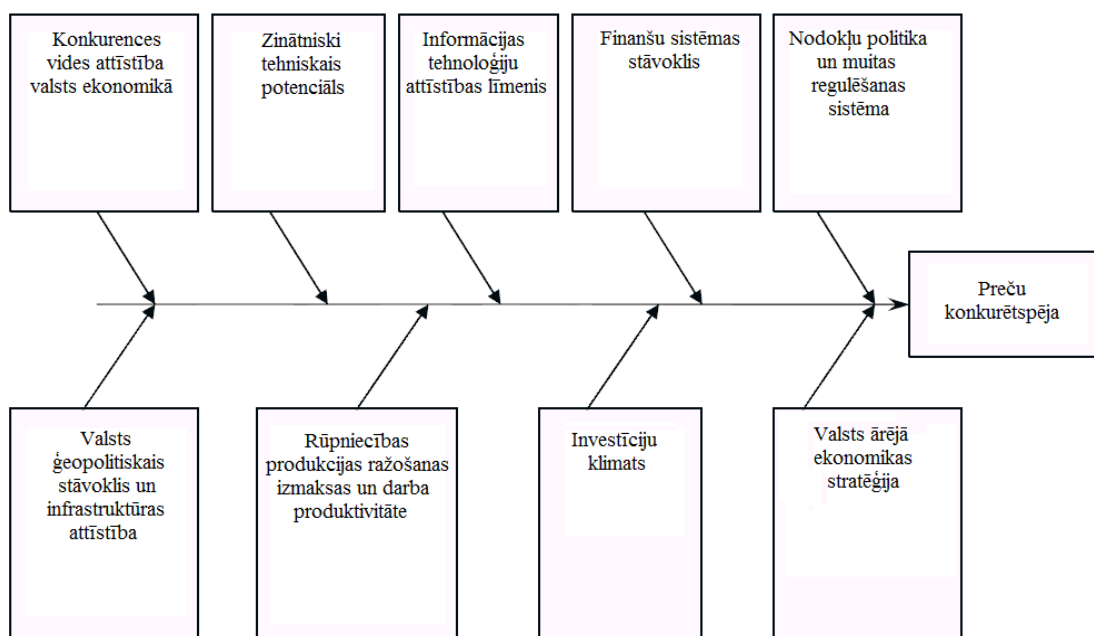 Konkurences
vides attīstība
valsts ekonomikā
Zinātniski
tehniskais
potenciāls
Informācijas
tehnoloģiju
attīstības līmenis
Finanšu sistēmas
stāvoklis
Nodokļu politika
un muitas
regulēšanas
sistēma
Preču
konkurētspēja
Valsts
ģeopolitiskais
stāvoklis un
infrastruktūras
attīstība
Rūpniecības
produkcijas ražošanas
izmaksas un darba
produktivitāte
Investīciju
klimats
Valsts ārējā
ekonomikas
stratēģija